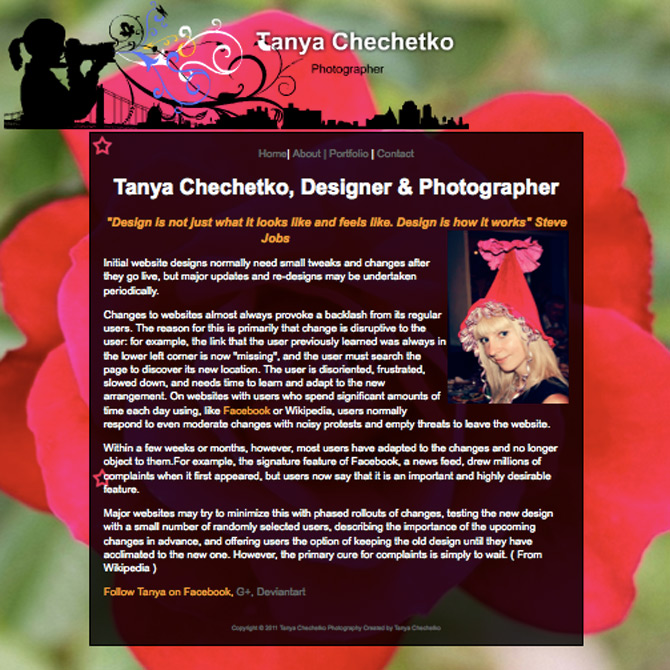 Tanya Chechetko
Photographer
Home| About | Portfolio | Contact
Tanya Chechetko, Designer & Photographer
"Design is not just what it looks like and feels like. Design is how it works" Steve
Jobs
Initial website designs normally need small tweaks and changes after
they go live, but major updates and re-designs may be undertaken
periodically.
Changes to websites almost always provoke a backlash from its regular
users. The reason for this is primarily that change is disruptive to the
user: for example, the link that the user previously learned was always in
the lower left corner is now "missing", and the user must search the
page to discover its new location. The user is disoriented, frustrated,
slowed down, and needs time to learn and adapt to the new
arrangement. On websites with users who spend significant amounts of
time each day using, like Facebook or Wikipedia, users normally
respond to even moderate changes with noisy protests and empty threats to leave the website.
Within a few weeks or months, however, most users have adapted to the changes and no longer
object to them.For example, the signature feature of Facebook, a news feed, drew millions of
complaints when it first appeared, but users now say that it is an important and highly desirable
feature.
Major websites may try to minimize this with phased rollouts of changes, testing the new design
with a small number of randomly selected users, describing the importance of the upcoming
changes in advance, and offering users the option of keeping the old design until they have
acclimated to the new one. However, the primary cure for complaints is simply to wait. ( From
Wikipedia )
Follow Tanya on Facebook, G+, Deviantart
Copyright © 2011 Tanya Chechetko Photography Created by Tanya Chechetko